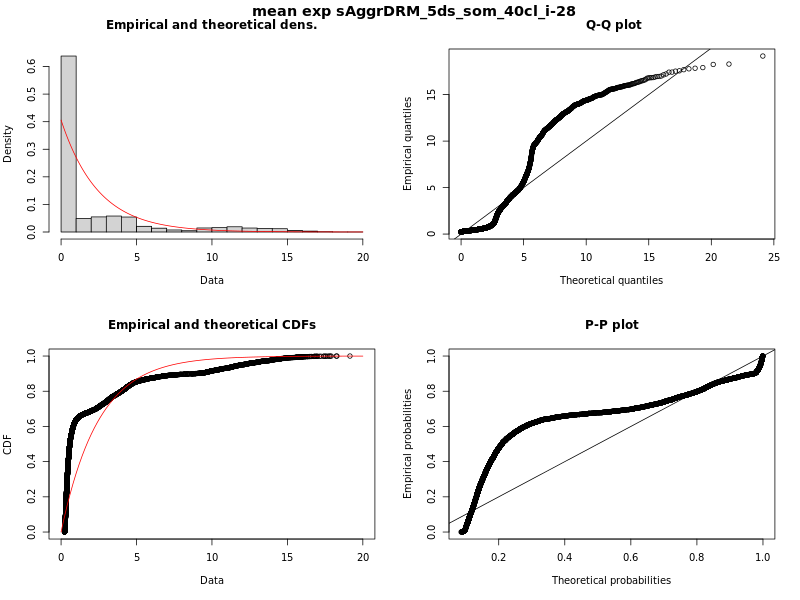 mean exp sAggrDRM_5ds_som_40cl_i-28
Empirical and theoretical dens.
Density
0.0 0.1 0.2 0.3 0.4 0.5 0.6
0 5 10 15 20
Data
Q-Q plot
Empirical quantiles
0 5 10 15
0 5 10 15 20 25
Theoretical quantiles
Empirical and theoretical CDFs
CDF
0.0 0.2 0.4 0.6 0.8 1.0
0 5 10 15 20
Data
P-P plot
Empirical probabilities
0.0 0.2 0.4 0.6 0.8 1.0
0.2 0.4 0.6 0.8 1.0
Theoretical probabilities